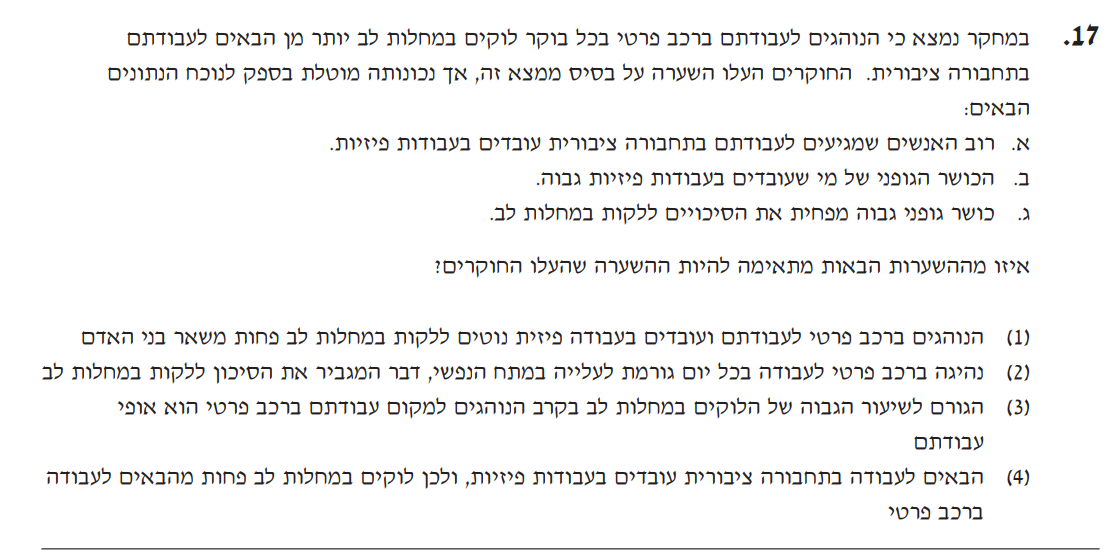 17. במחקר נמצא כי הנוהגים לעבודתם ברכב פרטי בכל בוקר לוקים במחלות לב יותר מן הבאים לעבודתם
בתחבורה ציבורית. החוקרים העלו השערה על בסיס ממצא זה, אך נכונותה מוטלת בספק לנוכח הנתונים
הבאים:
א. רוב האנשים שמגיעים לעבודתם בתחבורה ציבורית עובדים בעבודות פיזיות.
ב. הכושר הגופני של מי שעובדים בעבודות פיזיות גבוה.
ג. כושר גופני גבוה מפחית את הסיכויים ללקות במחלות לב.
איזו מההשערות הבאות מתאימה להיות ההשערה שהעלו החוקרים?
(1) הנוהגים ברכב פרטי לעבודתם ועובדים בעבודה פיזית נוטים ללקות במחלות לב פחות משאר בני האדם
(2) נהיגה ברכב פרטי לעבודה בכל יום גורמת לעלייה במתח הנפשי, דבר המגביר את הסיכון ללקות במחלות לב
(3) הגורם לשיעור הגבוה של הלוקים במחלות לב בקרב הנוהגים למקום עבודתם ברכב פרטי הוא אופי
עבודתם
(4) הבאים לעבודה בתחבורה ציבורית עובדים בעבודות פיזיות, ולכן לוקים במחלות לב פחות מהבאים לעבודה
ברכב פרטי